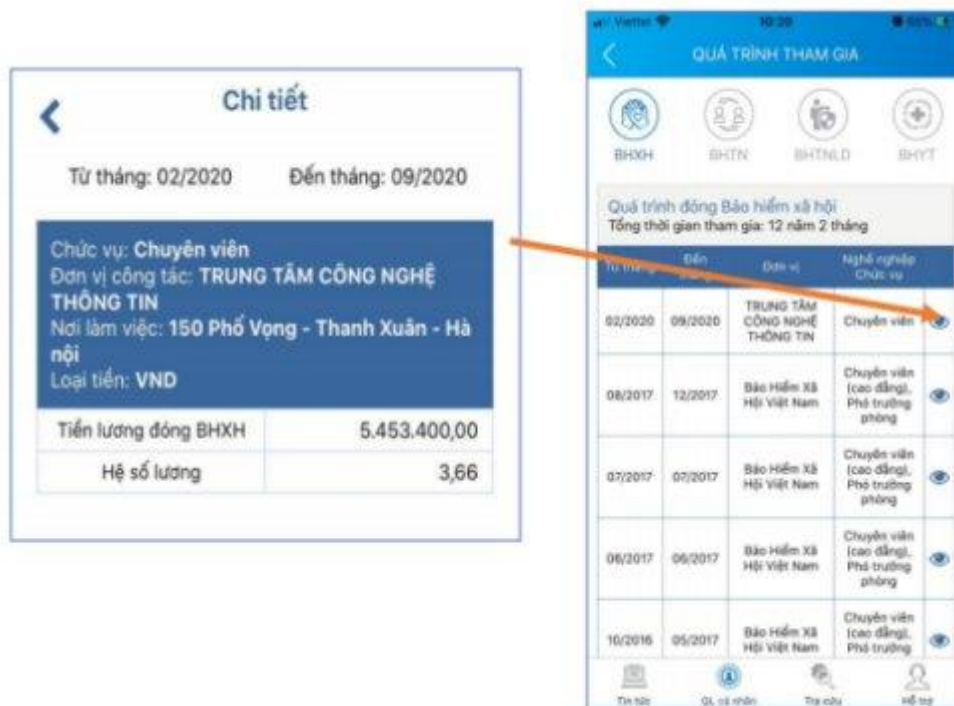 Chi tiết
Từ tháng: 02/2020 Đến tháng: 09/2020
Chức vụ: Chuyên viên
Đơn vị công tác: TRUNG TÂM CÔNG NGHỆ
THÔNG TIN
Nơi làm việc: 150 Phố Vọng - Thanh Xuân - Hà
nội
Loại tiền: VND
Tiền lương đóng BHXH 5.453.400,00
Hệ số lương 3,66
Viettel 10:20
QUÁ TRÌNH THAM GIA
BHXH BHTN BHTNLD BHYT
Quá trình đóng Bảo hiểm xã hội
Tổng thời gian tham gia: 12 năm 2 tháng
Từ tháng Đến Đơn vị Nghề nghiệp
Chức vụ
02/2020 09/2020 TRUNG TÂM
CÔNG NGHỆ
THÔNG TIN Chuyên viên
08/2017 12/2017 Bảo Hiểm Xã
Hội Việt Nam Chuyên viên
(cao đẳng),
Phó trưởng
phòng
07/2017 07/2017 Bảo Hiểm Xã
Hội Việt Nam Chuyên viên
(cao đẳng),
Phó trưởng
phòng
06/2017 06/2017 Bảo Hiểm Xã
Hội Việt Nam Chuyên viên
(cao đẳng),
Phó trưởng
phòng
10/2016 05/2017 Bảo Hiểm Xã
Hội Việt Nam Chuyên viên
(cao đẳng),
Phó trưởng
Tin tức QL cá nhân Tra cứu Hỗ trợ